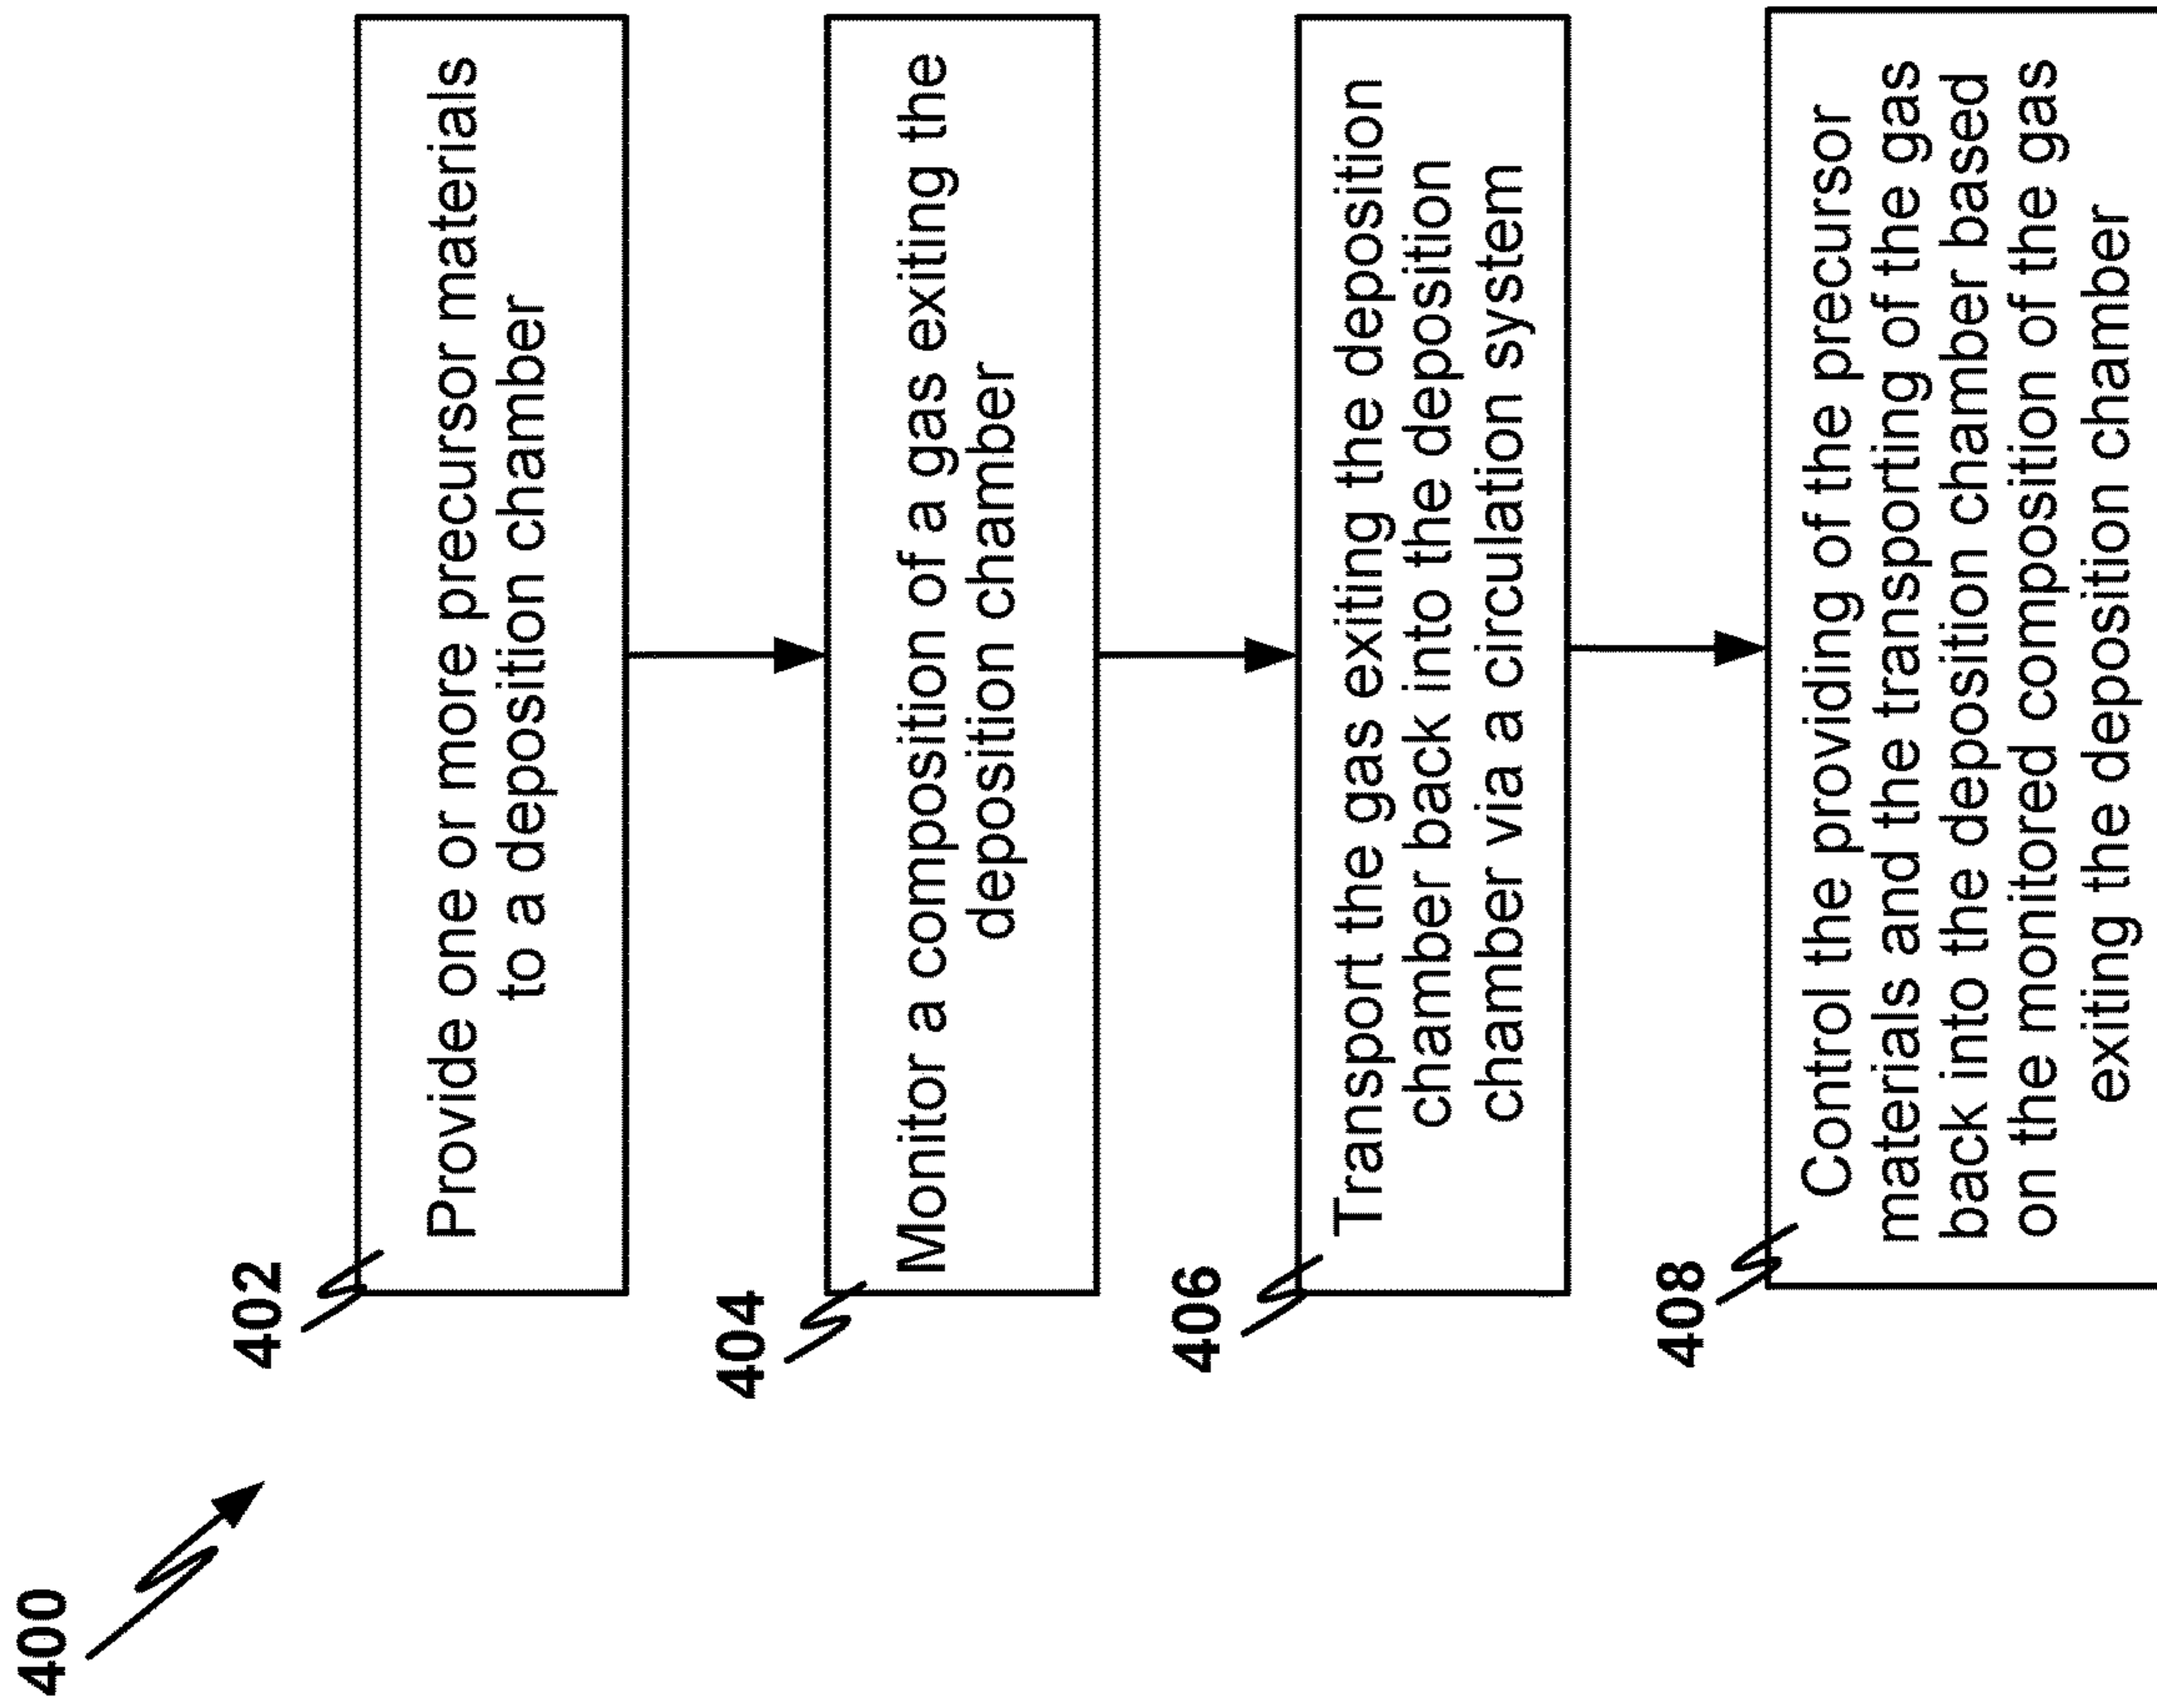 400
402
Provide one or more precursor materials
to a deposition chamber
404
Monitor a composition of a gas exiting the
deposition chamber
406
Transport the gas exiting the deposition
chamber back into the deposition
chamber via a circulation system
408
Control the providing of the precursor
materials and the transporting of the gas
back into the deposition chamber based
on the monitored composition of the gas
exiting the deposition chamber